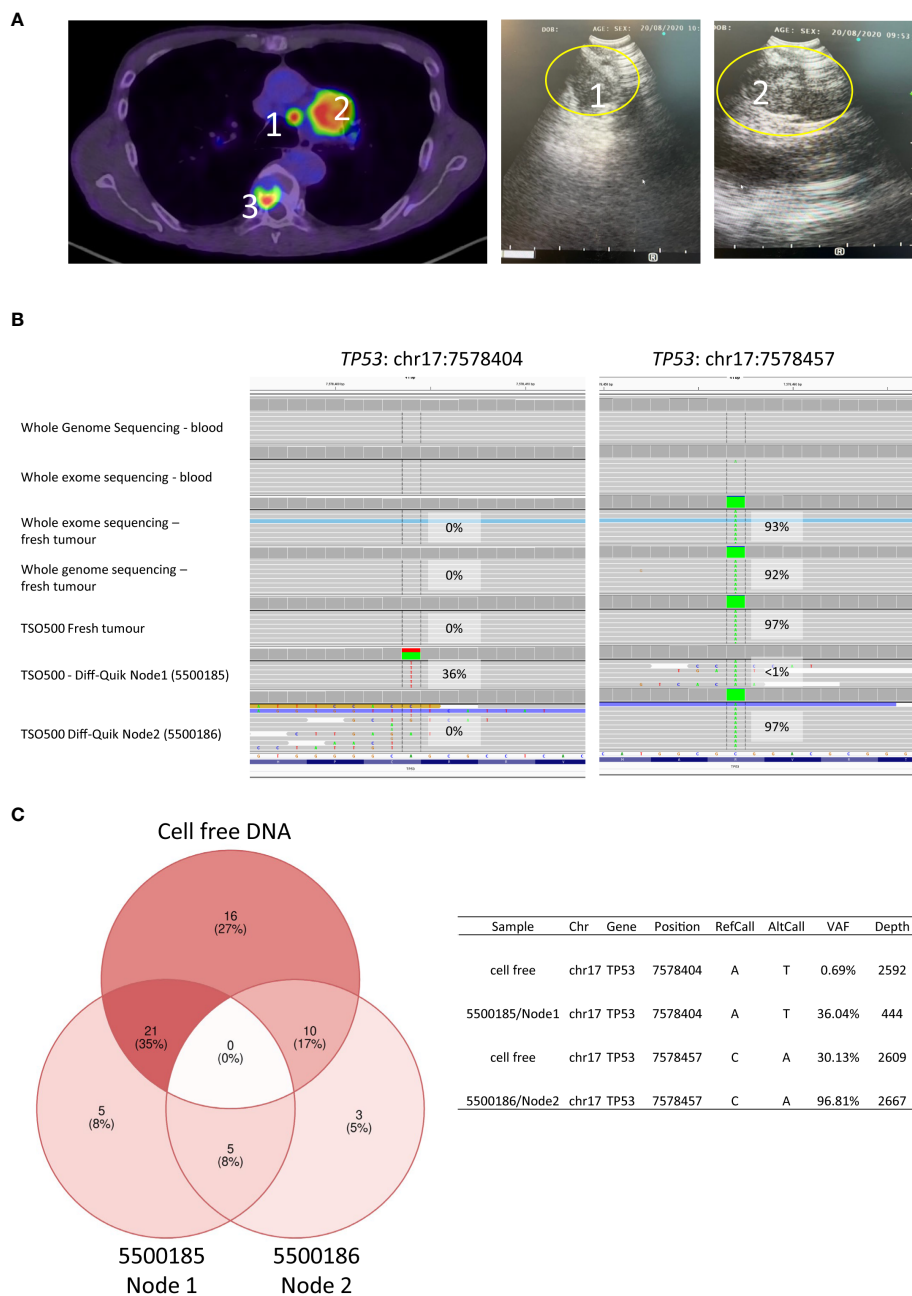 A
1
2
3
DOB: AGE: SEX: 20/08/2020 10:
1
R
DOB: AGE: SEX: 20/08/2020 09:53
2
R
B
TP53: chr17:7578404
TP53: chr17:7578457
Whole Genome Sequencing - blood
Whole exome sequencing - blood
Whole exome sequencing –
fresh tumour
0%
93%
Whole genome sequencing –
fresh tumour
0%
92%
TSO500 Fresh tumour
0%
97%
TSO500 - Diff-Quik Node1 (5500185)
36%
<1%
TSO500 Diff-Quik Node2 (5500186)
0%
97%
TP53
TP53
C
Cell free DNA
16
(27%)
21
(35%)
0
(0%)
10
(17%)
5
(8%)
5
(8%)
3
(5%)
5500185
Node 1
5500186
Node 2
Sample Chr Gene Position RefCall AltCall VAF Depth
cell free chr17 TP53 7578404 A T 0.69% 2592
5500185/Node1 chr17 TP53 7578404 A T 36.04% 444
cell free chr17 TP53 7578457 C A 30.13% 2609
5500186/Node2 chr17 TP53 7578457 C A 96.81% 2667